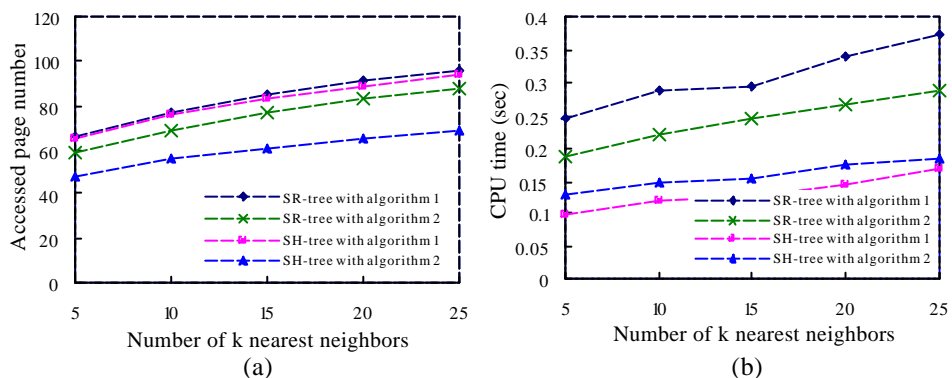 120
100
80
60
40
20
0
Accessed page number
SR-tree with algorithm 1
SR-tree with algorithm 2
SH-tree with algorithm 1
SH-tree with algorithm 2
5 10 15 20 25
Number of k nearest neighbors
(a)
0.4
0.35
0.3
0.25
0.2
0.15
0.1
0.05
0
CPU time (sec)
SR-tree with algorithm 1
SR-tree with algorithm 2
SH-tree with algorithm 1
SH-tree with algorithm 2
5 10 15 20 25
Number of k nearest neighbors
(b)